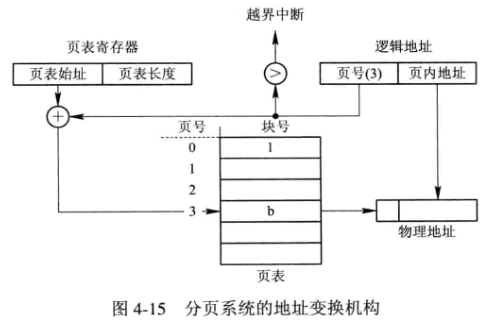 越界中断
页表寄存器
逻辑地址
页表始址 页表长度
>
页号(3) 页内地址
+
页号 块号
0 1
1
2
3 b
物理地址
页表
图 4-15 分页系统的地址变换机构